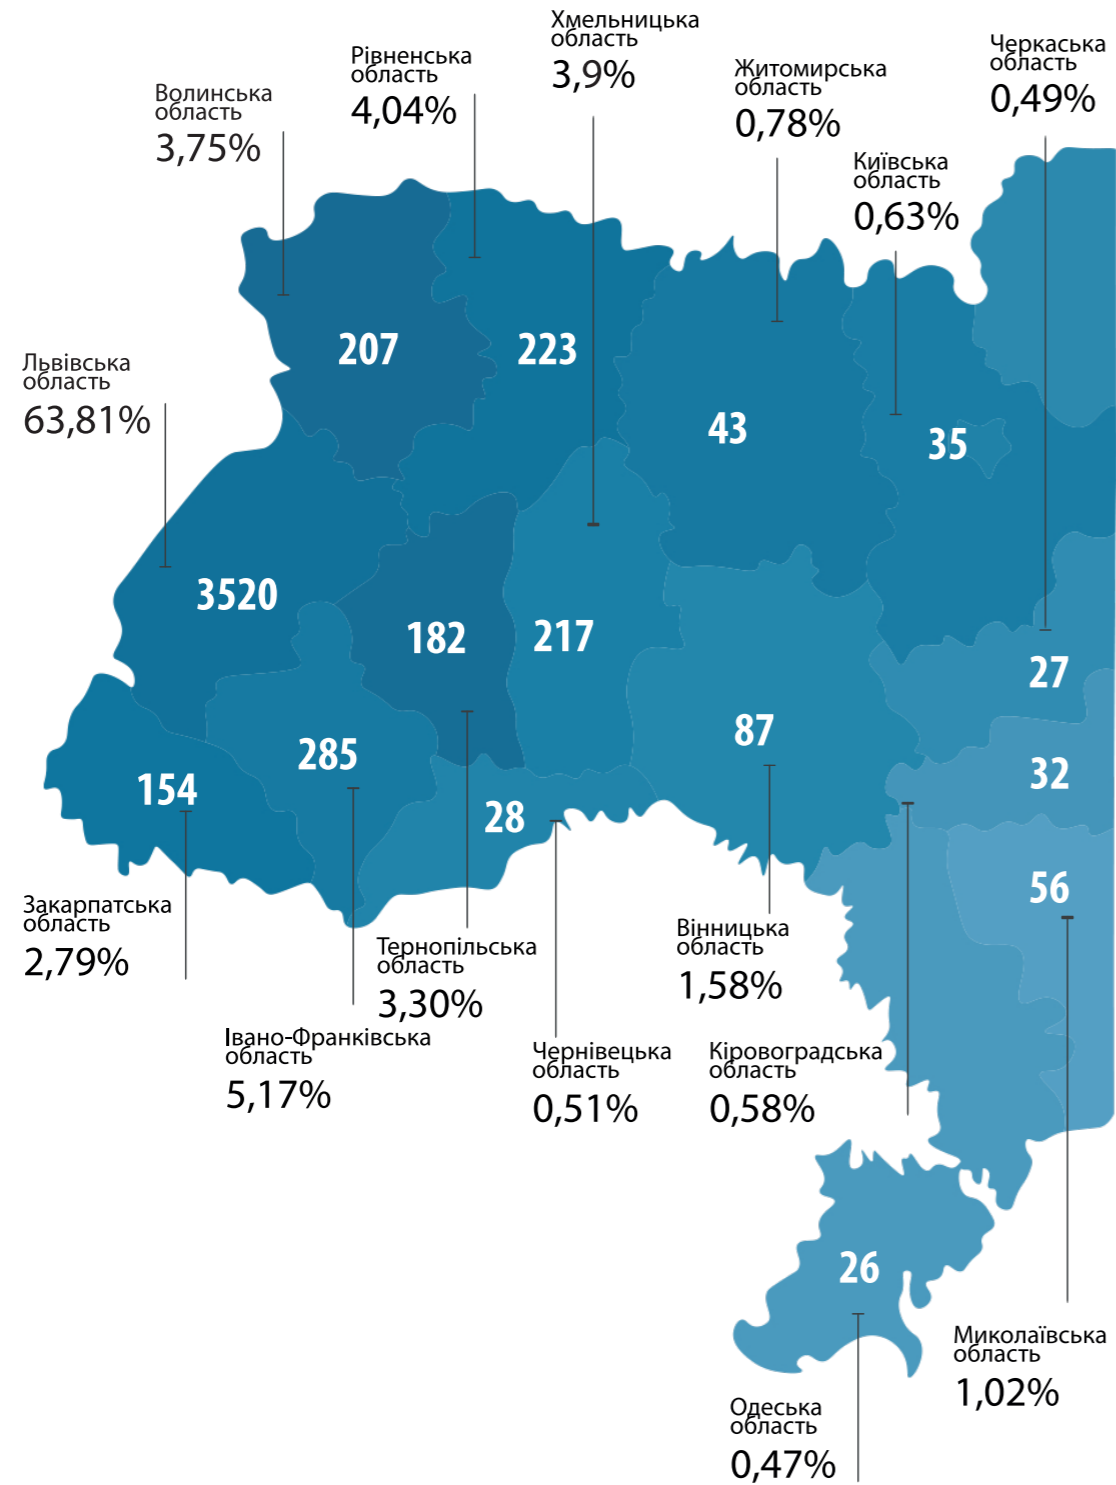 Хмельницька
область
3,9%
Черкаська
область
0,49%
Рівненська
область
4,04%
Житомирська
область
0,78%
Волинська
область
3,75%
Київська
область
0,63%
Львівська
область
63,81%
207
223
43
35
3520
182
217
27
87
32
285
154
28
56
Закарпатська
область
2,79%
Тернопільська
область
3,30%
Вінницька
область
1,58%
Івано-Франківська
область
5,17%
Чернівецька
область
0,51%
Кіровоградська
область
0,58%
26
Миколаївська
область
1,02%
Одеська
область
0,47%